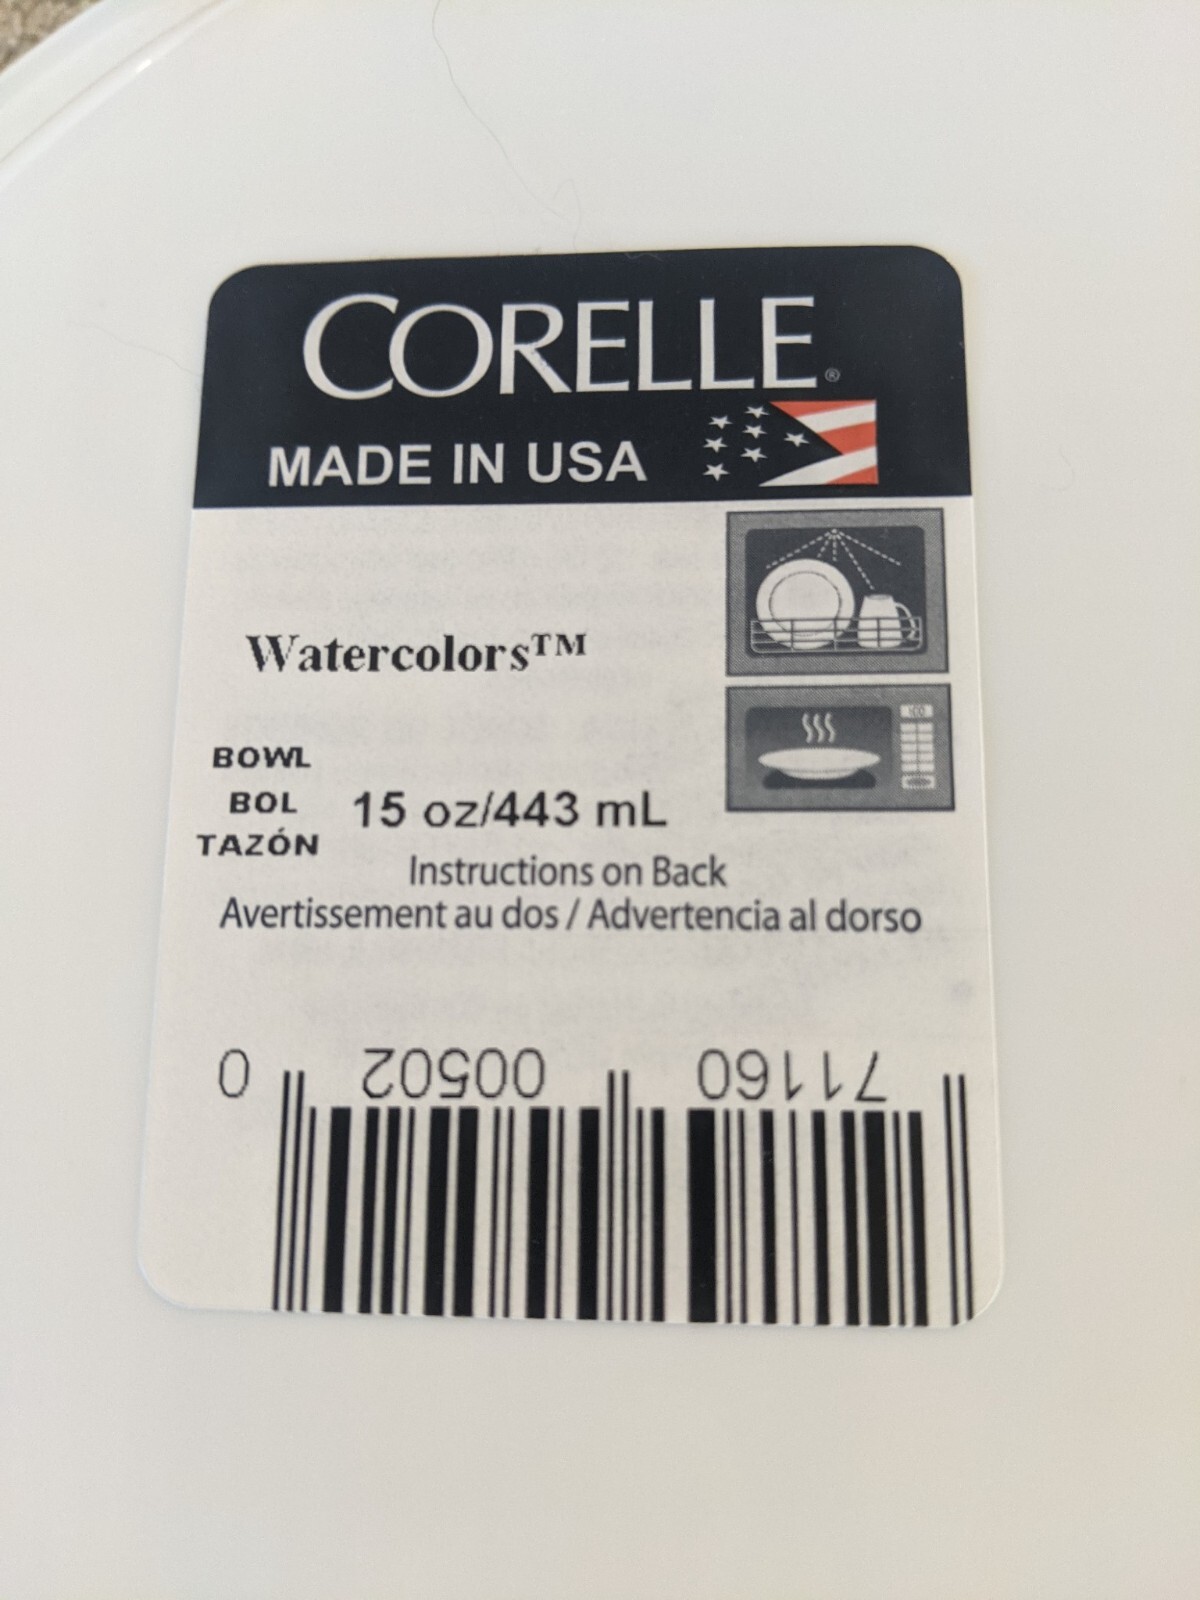 CORELLE®
MADE IN USA
Watercolors™
BOWL
BOL
TAZÓN
15 oz/443 mL
Instructions on Back
Avertissement au dos / Advertencia al dorso
71160 00502 0